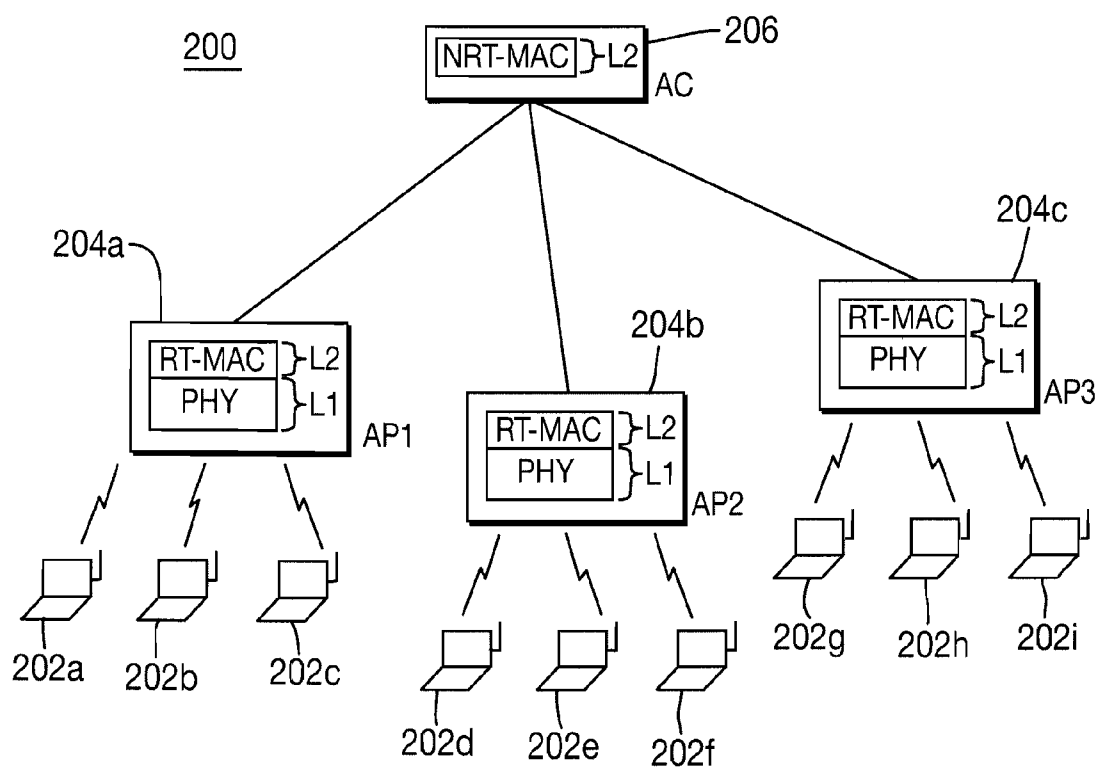 200
206
NRT-MAC L2
AC
204a
RT-MAC L2
PHY L1
AP1
204b
RT-MAC L2
PHY L1
AP2
204c
RT-MAC L2
PHY L1
AP3
202a
202b
202c
202d
202e
202f
202g
202h
202i